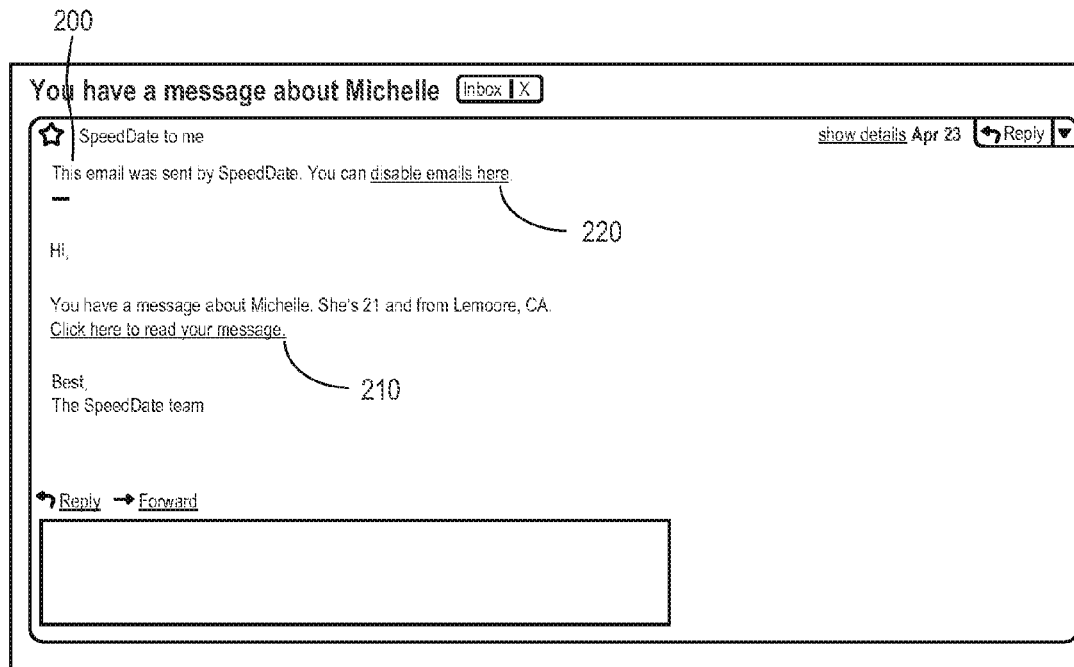 200
You have a message about Michelle Inbox X
SpeedDate to me show details Apr 23 Reply
This email was sent by SpeedDate. You can disable emails here.
220
Hi,
You have a message about Michelle. She's 21 and from Lemoore, CA.
Click here to read your message.
210
Best,
The SpeedDate team
Reply Forward